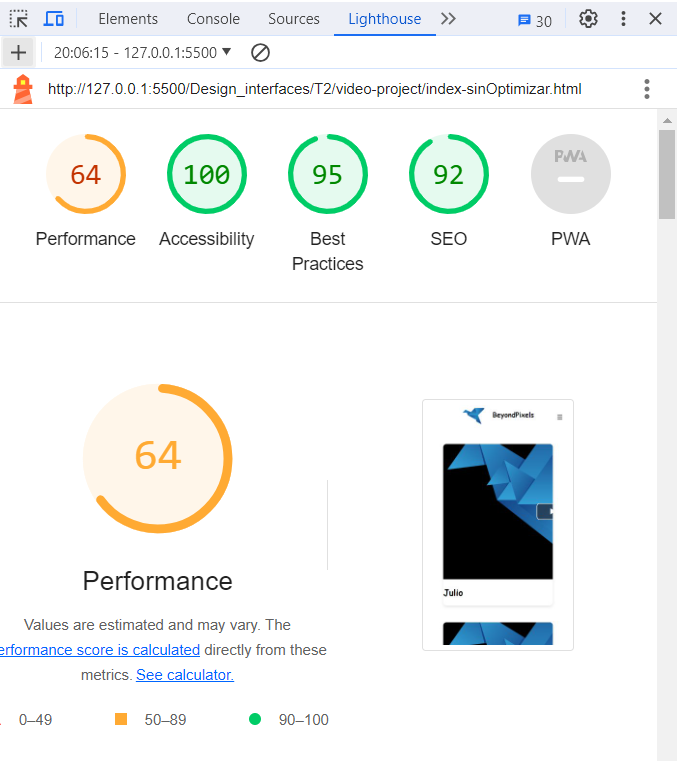 Elements Console Sources Lighthouse 30
20:06:15 - 127.0.0.1:5500
http://127.0.0.1:5500/Design_interfaces/T2/video-project/index-sinOptimizar.html
64 100 95 92 PWA
Performance Accessibility Best Practices SEO PWA
64
BeyondPixels
Julio
Performance
Values are estimated and may vary. The
erformance score is calculated directly from these
metrics. See calculator.
0–49 50–89 90–100